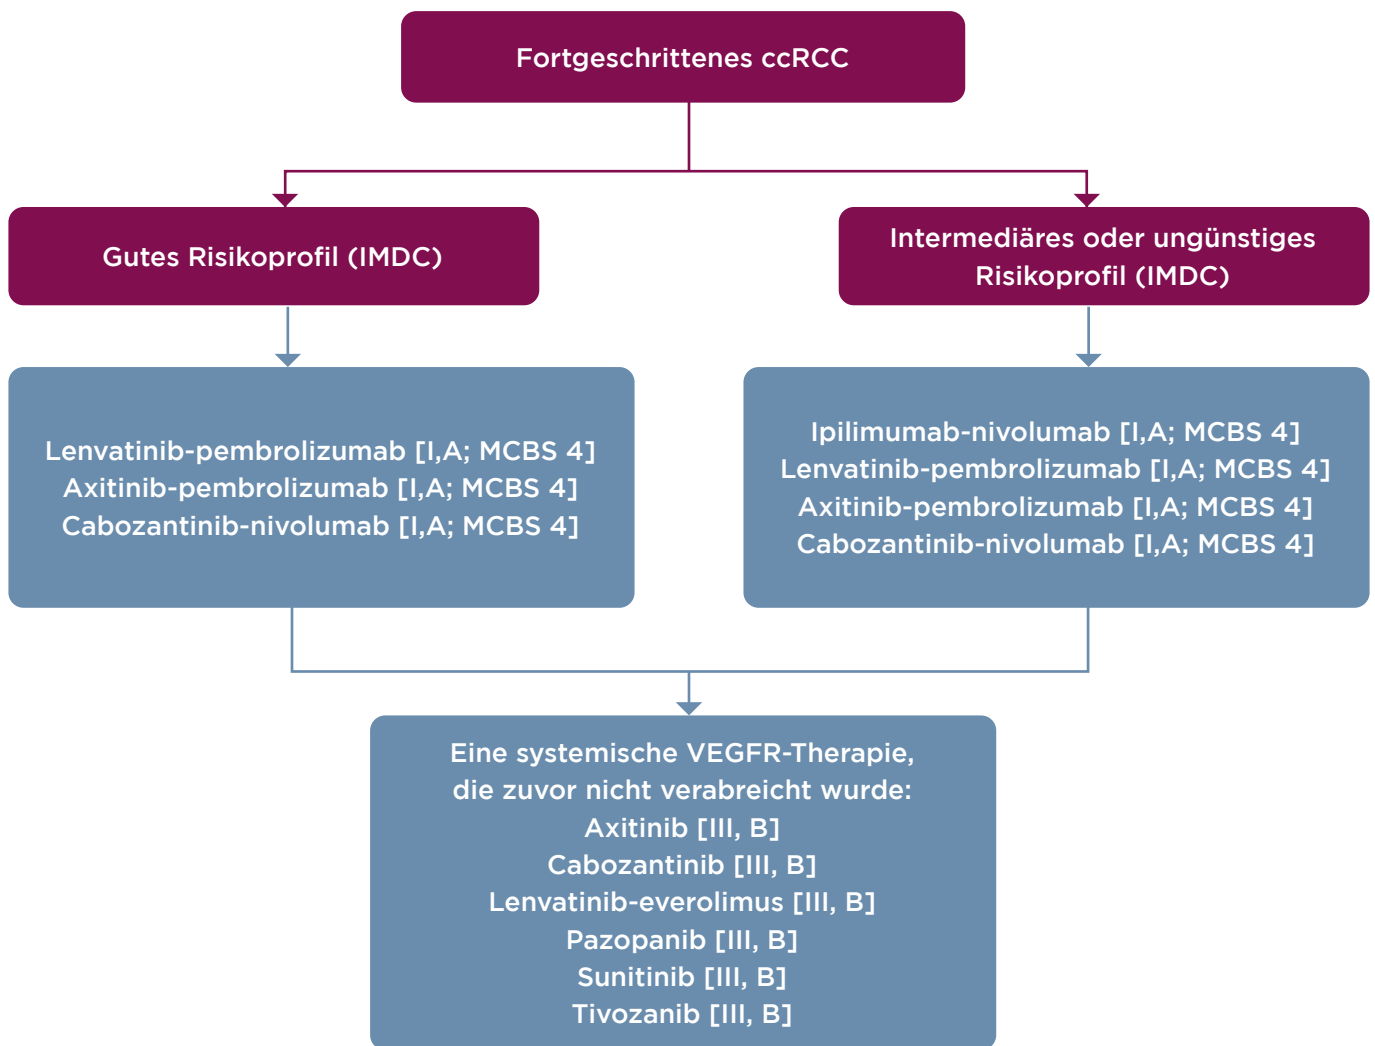 Fortgeschrittenes ccRCC
Gutes Risikoprofil (IMDC)
Intermediäres oder ungünstiges
Risikoprofil (IMDC)
Lenvatinib-pembrolizumab [I,A; MCBS 4]
Axitinib-pembrolizumab [I,A; MCBS 4]
Cabozantinib-nivolumab [I,A; MCBS 4]
Ipilimumab-nivolumab [I,A; MCBS 4]
Lenvatinib-pembrolizumab [I,A; MCBS 4]
Axitinib-pembrolizumab [I,A; MCBS 4]
Cabozantinib-nivolumab [I,A; MCBS 4]
Eine systemische VEGFR-Therapie,
die zuvor nicht verabreicht wurde:
Axitinib [III, B]
Cabozantinib [III, B]
Lenvatinib-everolimus [III, B]
Pazopanib [III, B]
Sunitinib [III, B]
Tivozanib [III, B]